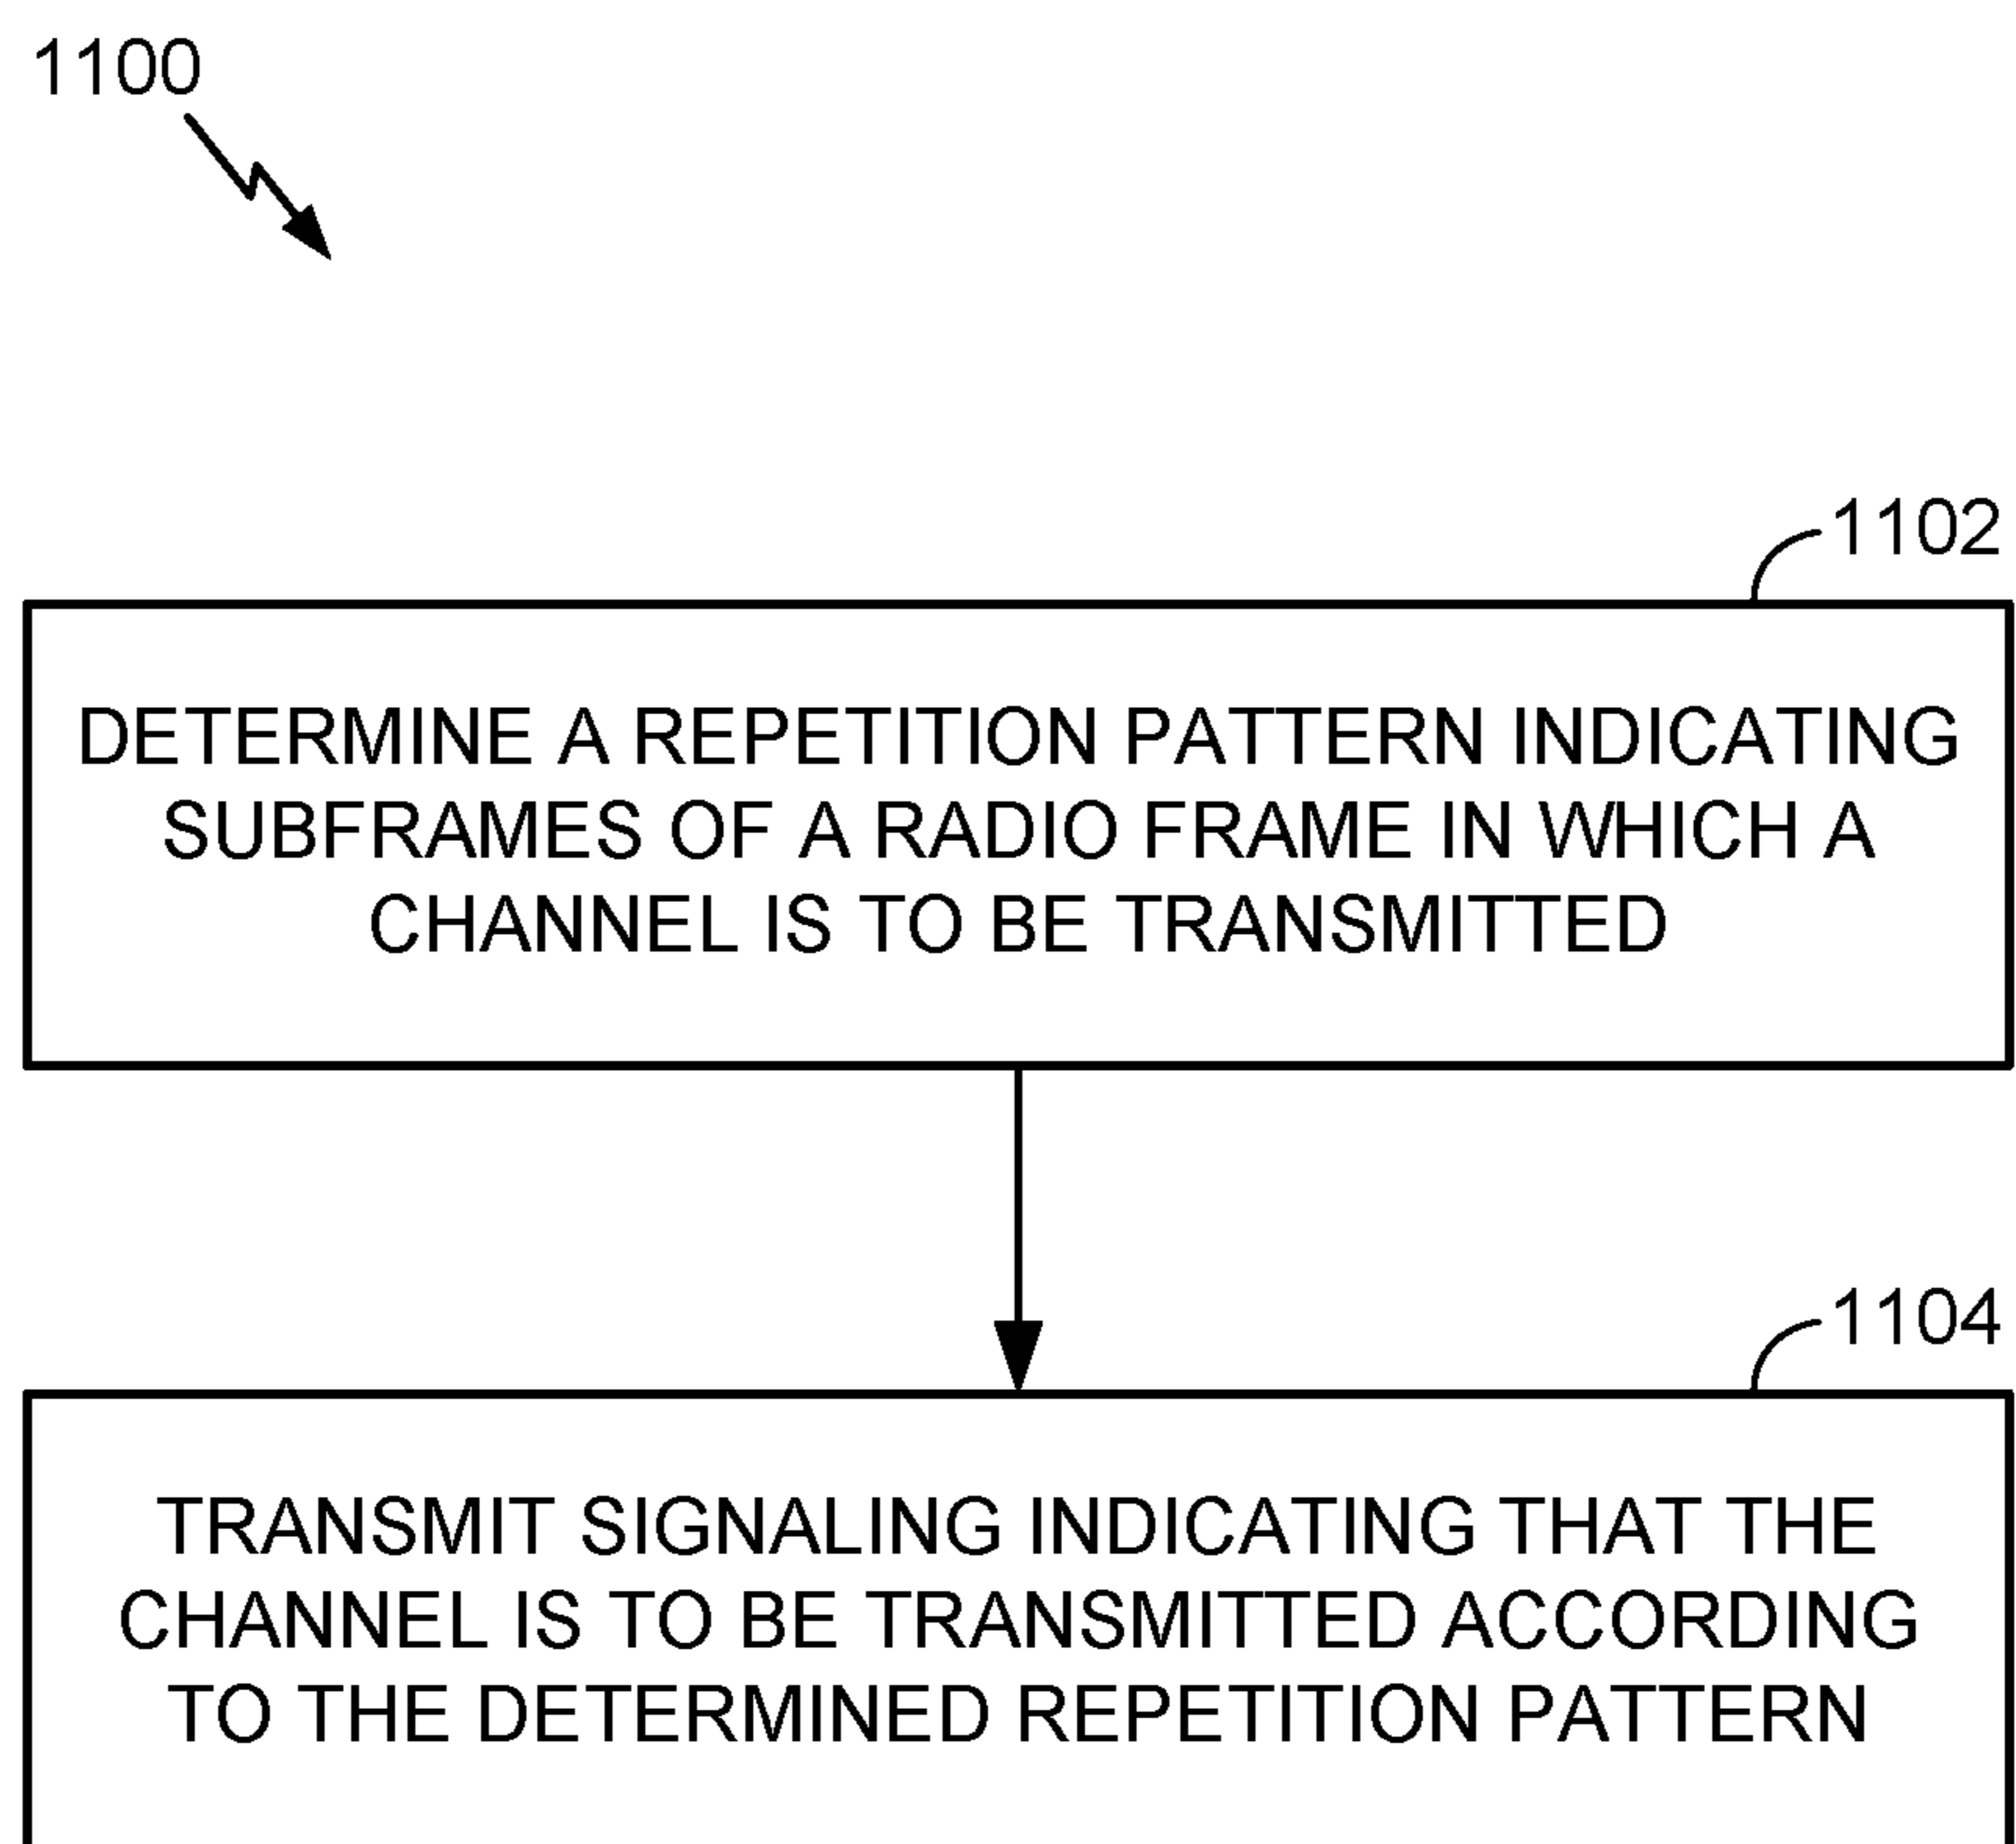 1100
1102
DETERMINE A REPETITION PATTERN INDICATING
SUBFRAMES OF A RADIO FRAME IN WHICH A
CHANNEL IS TO BE TRANSMITTED
1104
TRANSMIT SIGNALING INDICATING THAT THE
CHANNEL IS TO BE TRANSMITTED ACCORDING
TO THE DETERMINED REPETITION PATTERN